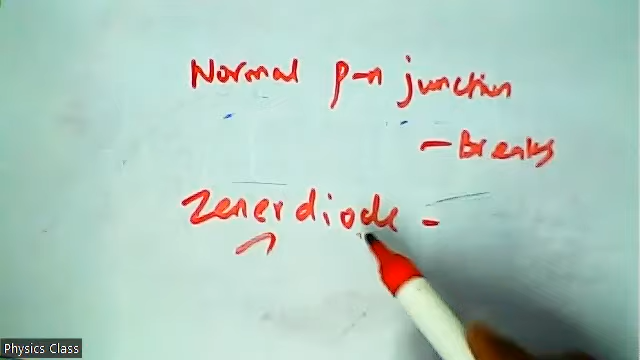 Normal p-n junction
- Breaks
Zener diode -
Physics Class